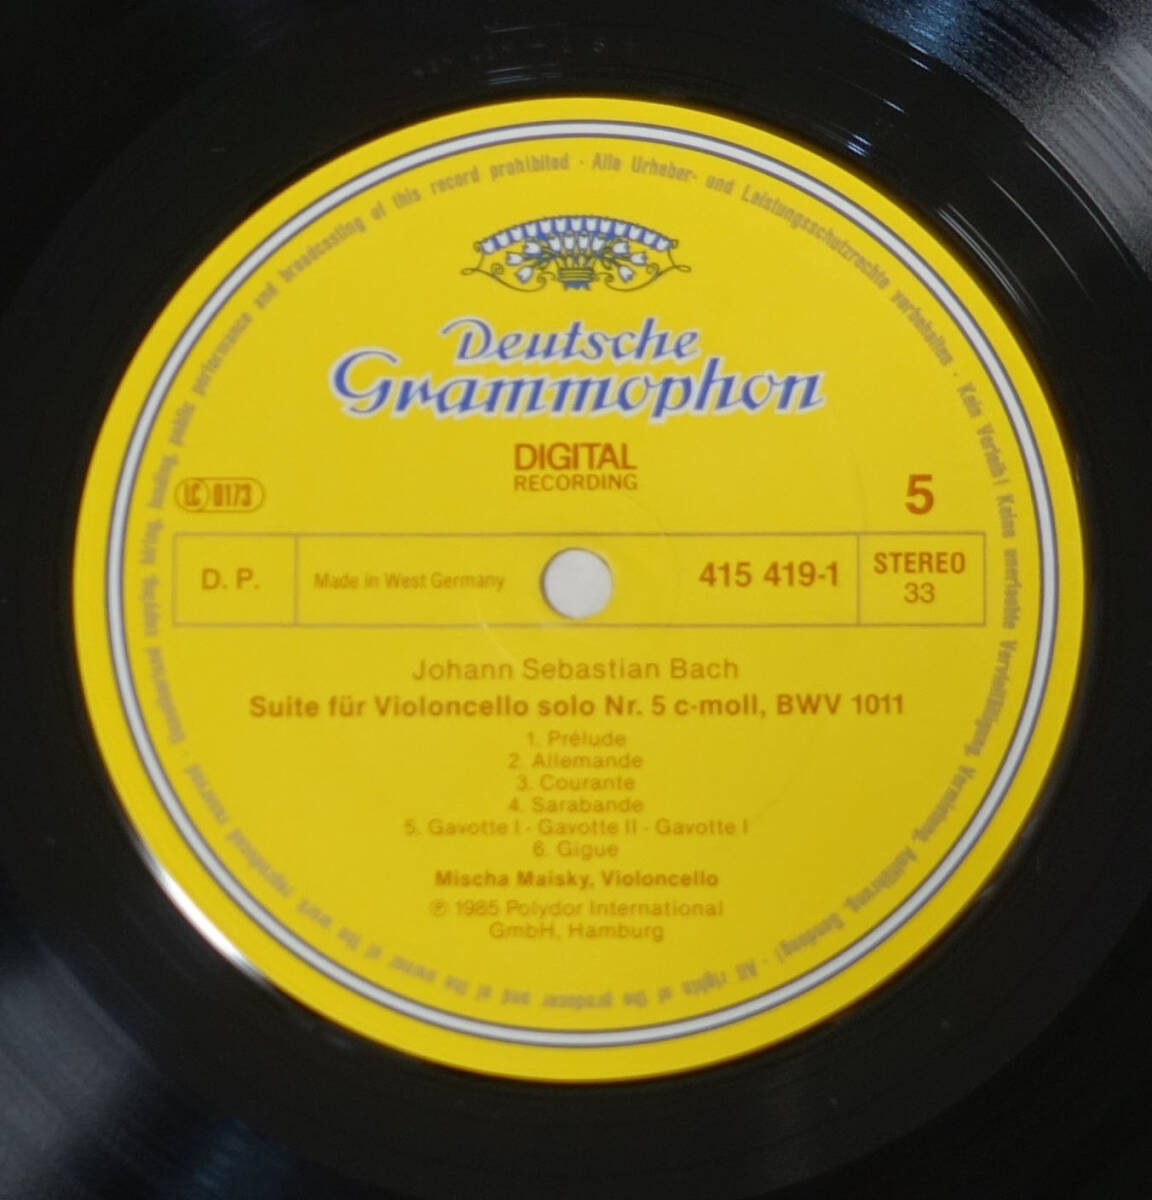 Alle Urheber- und Leistungsschutzrechte vorbehalten · Kein Verleih! Keine unerlaubte Vervielfältigung, Vermietung, Aufführung, Sendung! · All rights of the producer and of the owner of the work reproduced reserved · Unauthorized copying, hiring, lending, public performance and broadcasting of this record prohibited ·
Deutsche
Grammophon
DIGITAL
RECORDING
LC 0173
5
D. P.
Made in West Germany
415 419-1
STEREO
33
Johann Sebastian Bach
Suite für Violoncello solo Nr. 5 c-moll, BWV 1011
1. Prélude
2. Allemande
3. Courante
4. Sarabande
5. Gavotte I - Gavotte II - Gavotte I
6. Gigue
Mischa Maisky, Violoncello
℗ 1985 Polydor International
GmbH, Hamburg